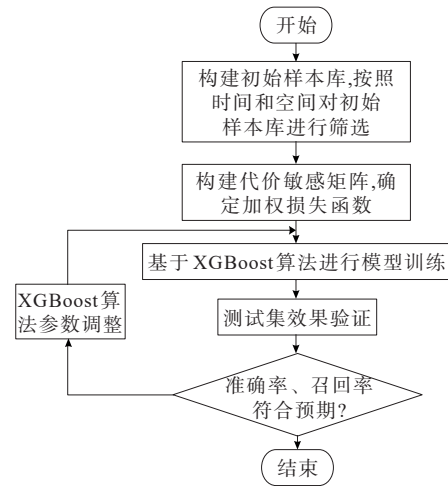 开始
构建初始样本库,按照
时间和空间对初始
样本库进行筛选
构建代价敏感矩阵,确
定加权损失函数
基于XGBoost算法进行模型训练
XGBoost算
法参数调整
测试集效果验证
准确率、召回率
符合预期?
结束